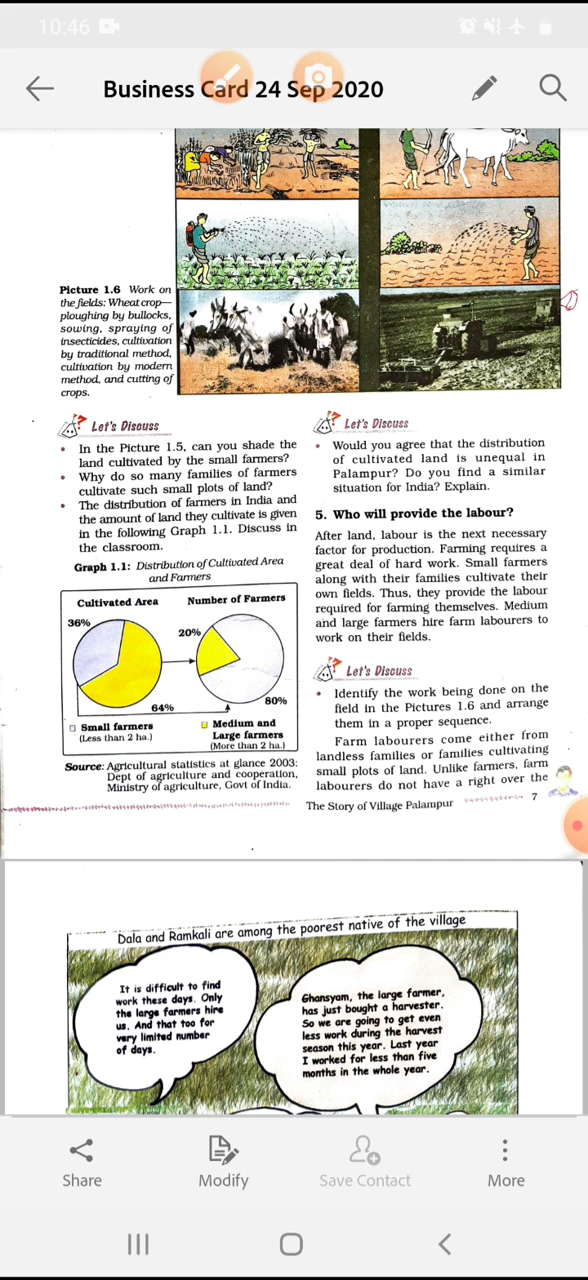 10:46
Business Card 24 Sep 2020
Picture 1.6 Work on
the fields: Wheat crop—
ploughing by bullocks,
sowing, spraying of
insecticides, cultivation
by traditional method,
cultivation by modern
method, and cutting of
crops.
Let's Discuss
• In the Picture 1.5, can you shade the
land cultivated by the small farmers?
• Why do so many families of farmers
cultivate such small plots of land?
• The distribution of farmers in India and
the amount of land they cultivate is given
in the following Graph 1.1. Discuss in
the classroom.
Graph 1.1: Distribution of Cultivated Area
and Farmers
Cultivated Area
Number of Farmers
36%
20%
64%
80%
Small farmers
(Less than 2 ha.)
Medium and
Large farmers
(More than 2 ha.)
Source: Agricultural statistics at glance 2003:
Dept of agriculture and cooperation,
Ministry of agriculture, Govt of India.
Let's Discuss
• Would you agree that the distribution
of cultivated land is unequal in
Palampur? Do you find a similar
situation for India? Explain.
5. Who will provide the labour?
After land, labour is the next necessary
factor for production. Farming requires a
great deal of hard work. Small farmers
along with their families cultivate their
own fields. Thus, they provide the labour
required for farming themselves. Medium
and large farmers hire farm labourers to
work on their fields.
Let's Discuss
• Identify the work being done on the
field in the Pictures 1.6 and arrange
them in a proper sequence.
Farm labourers come either from
landless families or families cultivating
small plots of land. Unlike farmers, farm
labourers do not have a right over the
The Story of Village Palampur
7
Dala and Ramkali are among the poorest native of the village
It is difficult to find
work these days. Only
the large farmers hire
us. And that too for
very limited number
of days.
Ghansyam, the large farmer,
has just bought a harvester.
So we are going to get even
less work during the harvest
season this year. Last year
I worked for less than five
months in the whole year.
Share
Modify
Save Contact
More